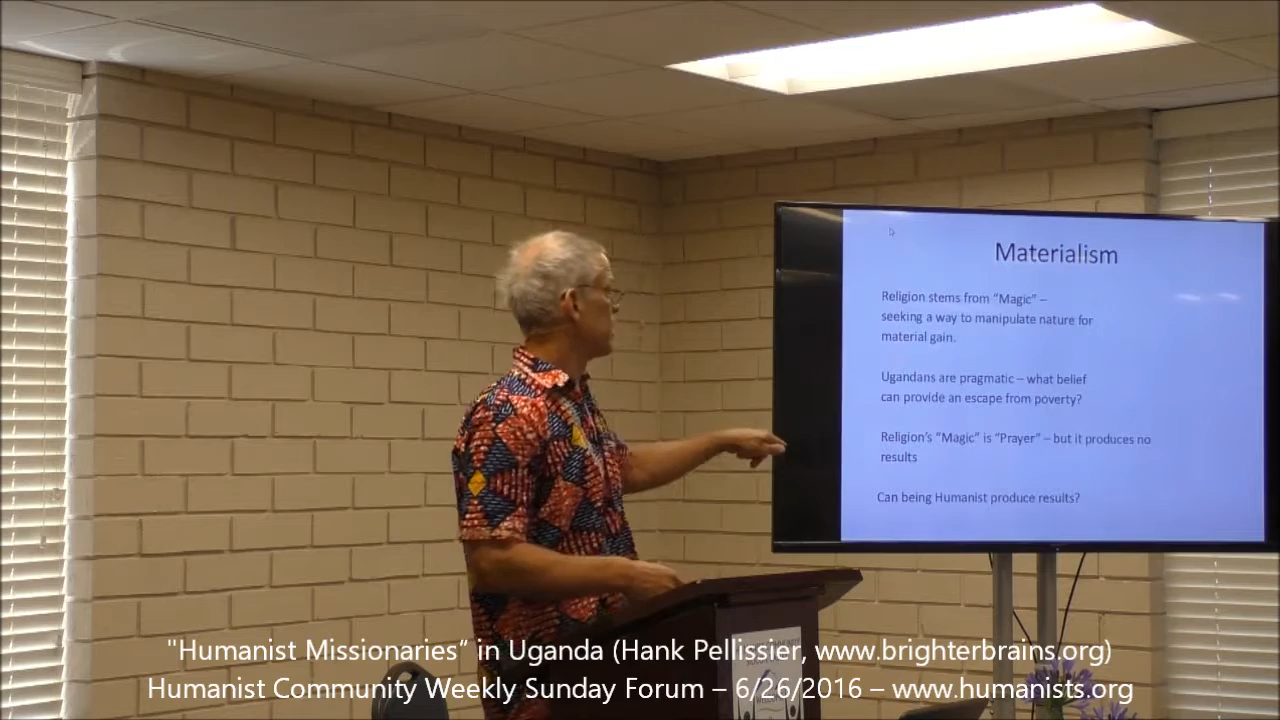 Materialism
Religion stems from “Magic” –
seeking a way to manipulate nature for
material gain.
Ugandans are pragmatic – what belief
can provide an escape from poverty?
Religion's “Magic” is “Prayer” – but it produces no
results
Can being Humanist produce results?
"Humanist Missionaries“ in Uganda (Hank Pellissier, www.brighterbrains.org)
Humanist Community Weekly Sunday Forum – 6/26/2016 – www.humanists.org